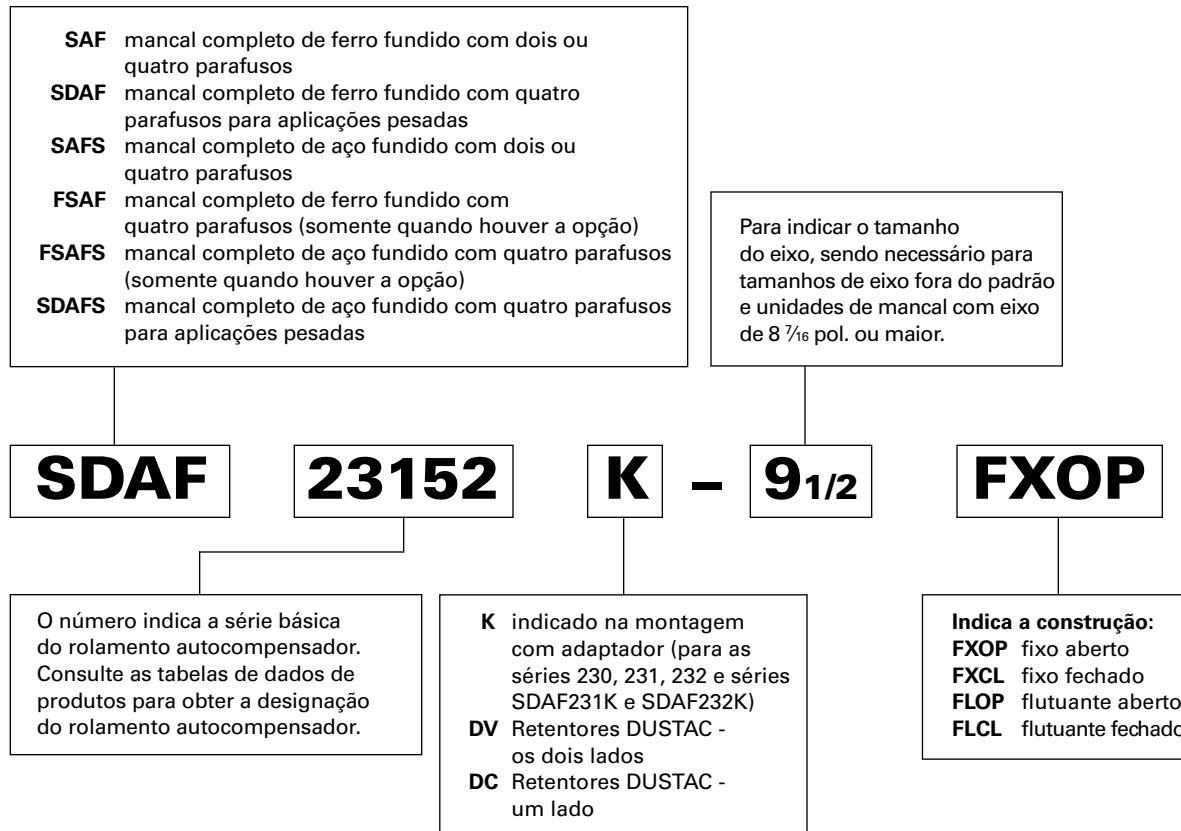 SAF mancal completo de ferro fundido com dois ou
quatro parafusos
SDAF mancal completo de ferro fundido com quatro
parafusos para aplicações pesadas
SAFS mancal completo de aço fundido com dois ou
quatro parafusos
FSAF mancal completo de ferro fundido com
quatro parafusos (somente quando houver a opção)
FSAFS mancal completo de aço fundido com quatro parafusos
(somente quando houver a opção)
SDAFS mancal completo de aço fundido com quatro parafusos
para aplicações pesadas
Para indicar o tamanho
do eixo, sendo necessário para
tamanhos de eixo fora do padrão
e unidades de mancal com eixo
de 8 7/16 pol. ou maior.
SDAF 23152 K – 9 1/2 FXOP
O número indica a série básica
do rolamento autocompensador.
Consulte as tabelas de dados de
produtos para obter a designação
do rolamento autocompensador.
K indicado na montagem
com adaptador (para as
séries 230, 231, 232 e séries
SDAF231K e SDAF232K)
DV Retentores DUSTAC -
os dois lados
DC Retentores DUSTAC -
um lado
Indica a construção:
FXOP fixo aberto
FXCL fixo fechado
FLOP flutuante aberto
FLCL flutuante fechado